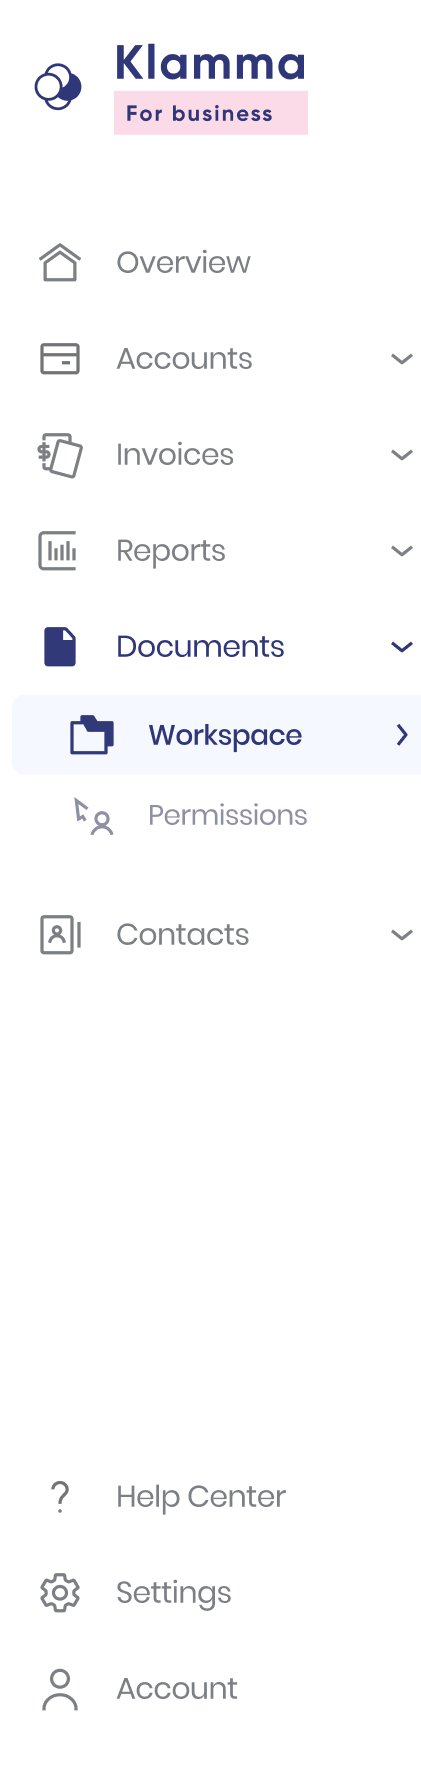 Klamma
For business
Overview
Accounts
Invoices
Reports
Documents
Workspace
Permissions
Contacts
Help Center
Settings
Account